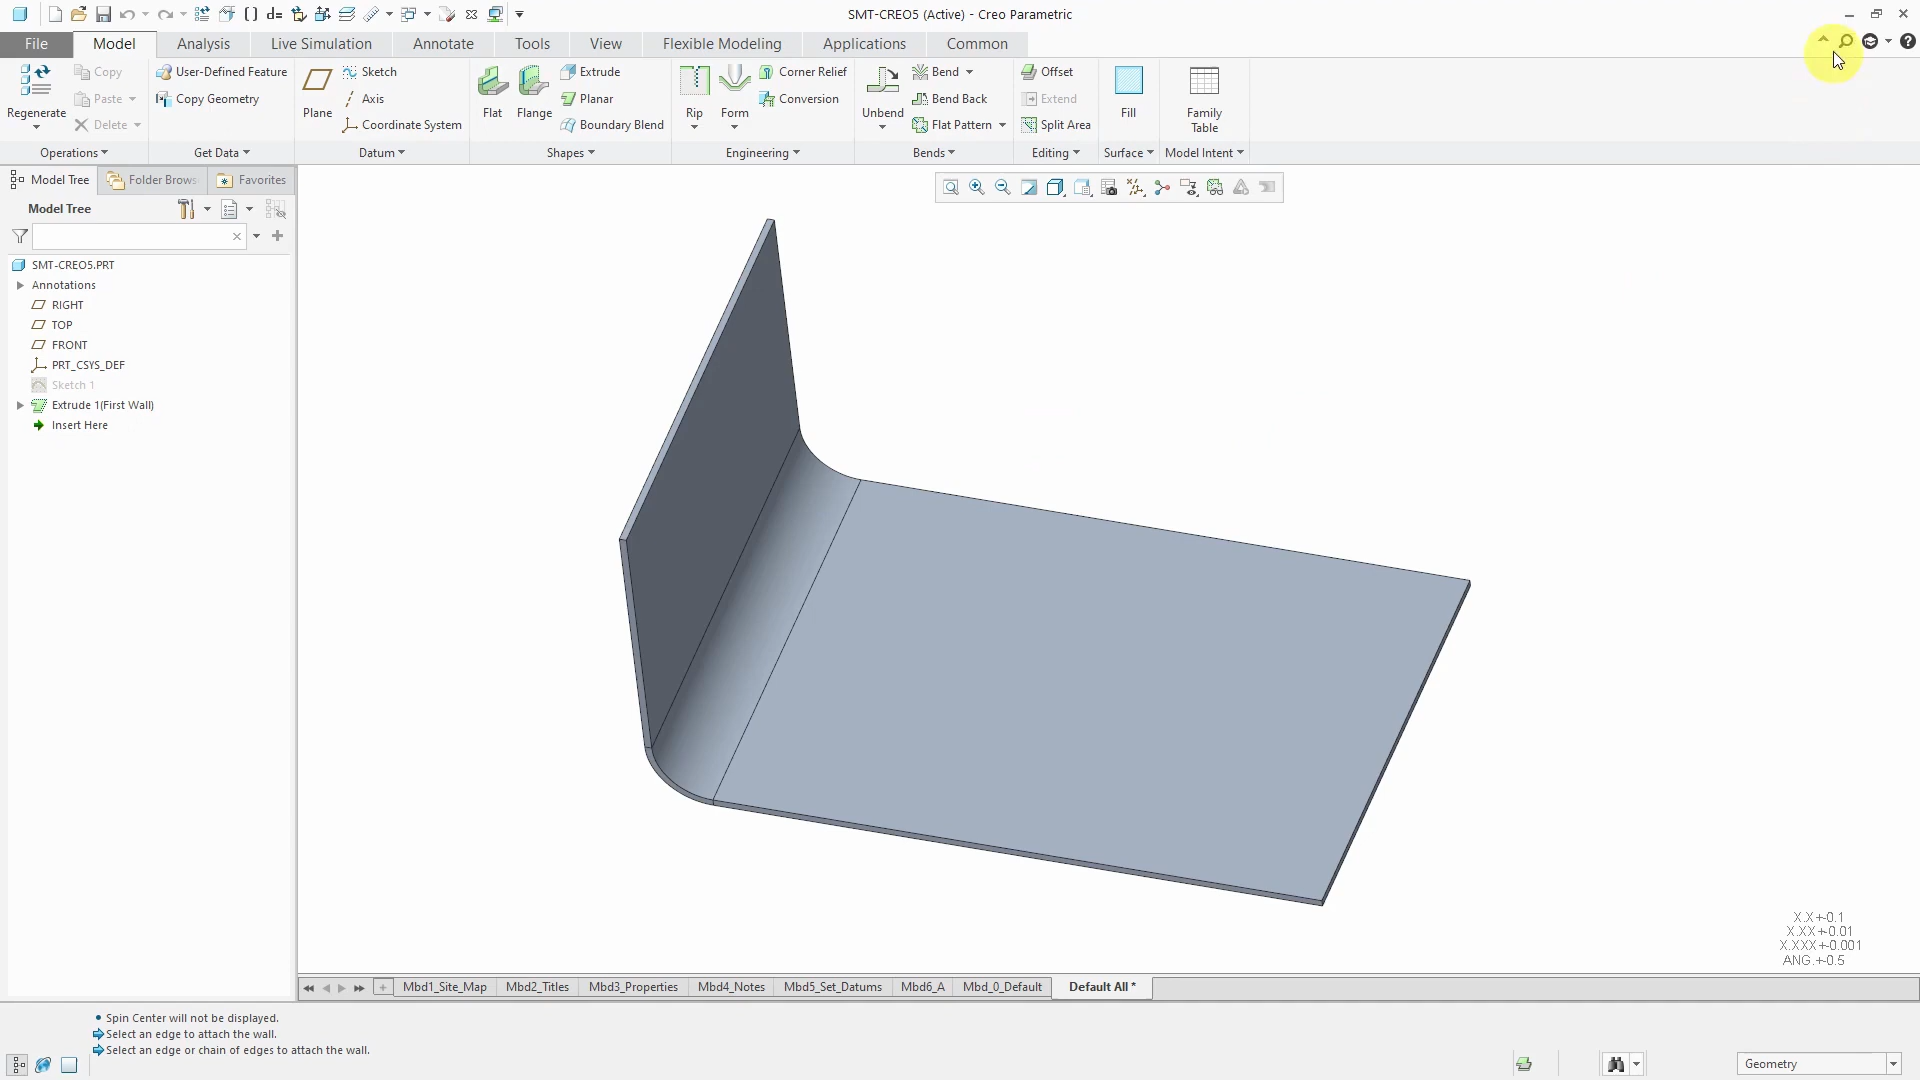 SMT-CREO5 (Active) - Creo Parametric
File Model Analysis Live Simulation Annotate Tools View Flexible Modeling Applications Common
Regenerate
Copy
Paste
Delete
Operations
User-Defined Feature
Copy Geometry
Get Data
Plane
Sketch
Axis
Coordinate System
Datum
Flat
Flange
Extrude
Planar
Boundary Blend
Shapes
Rip
Form
Corner Relief
Conversion
Engineering
Unbend
Bend
Bend Back
Flat Pattern
Bends
Offset
Extend
Split Area
Editing
Fill
Surface
Family
Table
Model Intent
Model Tree Folder Brows Favorites
Model Tree
SMT-CREO5.PRT
Annotations
RIGHT
TOP
FRONT
PRT_CSYS_DEF
Sketch 1
Extrude 1(First Wall)
Insert Here
X.X+-0.1
X.XX+-0.01
X.XXX+-0.001
ANG.+-0.5
Mbd1_Site_Map Mbd2_Titles Mbd3_Properties Mbd4_Notes Mbd5_Set_Datums Mbd6_A Mbd_0_Default Default All *
Spin Center will not be displayed.
Select an edge to attach the wall.
Select an edge or chain of edges to attach the wall.
Geometry